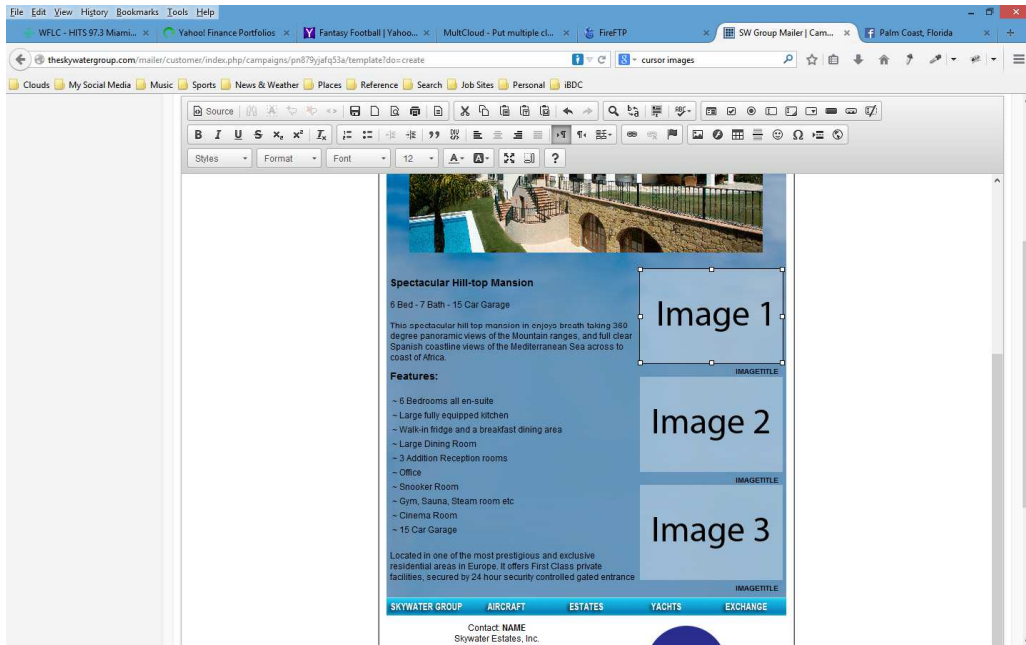 File Edit View History Bookmarks Tools Help
WFLC - HITS 97.3 Miami...
Yahoo! Finance Portfolios
Fantasy Football | Yahoo...
MultCloud - Put multiple cl...
FireFTP
SW Group Mailer | Cam...
Palm Coast, Florida
theskywatergroup.com/mailer/customer/index.php/campaigns/pn879yjafq53a/template?do=create
cursor images
Clouds My Social Media Music Sports News & Weather Places Reference Search Job Sites Personal iBDC
Source
Styles Format Font 12
Spectacular Hill-top Mansion
6 Bed - 7 Bath - 15 Car Garage
This spectacular hill top mansion in enjoys breath taking 360
degree panoramic views of the Mountain ranges, and full clear
Spanish coastline views of the Mediterranean Sea across to
coast of Africa.
Features:
~ 6 Bedrooms all en-suite
~ Large fully equipped kitchen
~ Walk-in fridge and a breakfast dining area
~ Large Dining Room
~ 3 Addition Reception rooms
~ Office
~ Snooker Room
~ Gym, Sauna, Steam room etc
~ Cinema Room
~ 15 Car Garage
Located in one of the most prestigious and exclusive
residential areas in Europe. It offers First Class private
facilities, secured by 24 hour security controlled gated entrance
Image 1
IMAGETITLE
Image 2
IMAGETITLE
Image 3
IMAGETITLE
SKYWATER GROUP AIRCRAFT ESTATES YACHTS EXCHANGE
Contact: NAME
Skywater Estates, Inc.